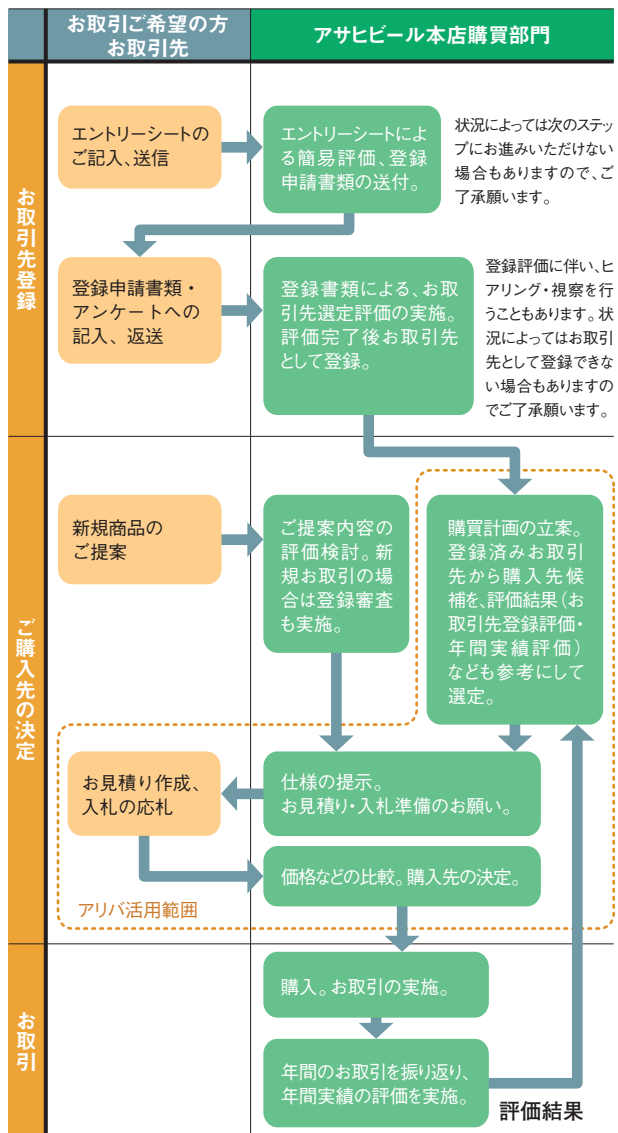 お取引ご希望の方
お取引先
アサヒビール本店購買部門
お取引先登録
エントリーシートの
ご記入、送信
エントリーシートによ
る簡易評価、登録
申請書類の送付。
状況によっては次のステッ
プにお進みいただけない
場合もありますので、ご
了承願います。
登録申請書類・
アンケートへの
記入、返送
登録書類による、お取
引先選定評価の実施。
評価完了後お取引先
として登録。
登録評価に伴い、ヒ
アリング・視察を行
うこともあります。状
況によってはお取引
先として登録できな
い場合もありますの
でご了承願います。
ご購入先の決定
新規商品の
ご提案
ご提案内容の
評価検討。新
規お取引の場
合は登録審査
も実施。
購買計画の立案。
登録済みお取引
先から購入先候
補を、評価結果（お
取引先登録評価・
年間実績評価）
なども参考にして
選定。
お見積り作成、
入札の応札
仕様の提示。
お見積り・入札準備のお願い。
価格などの比較。購入先の決定。
アリバ活用範囲
お取引
購入。お取引の実施。
年間のお取引を振り返り、
年間実績の評価を実施。
評価結果